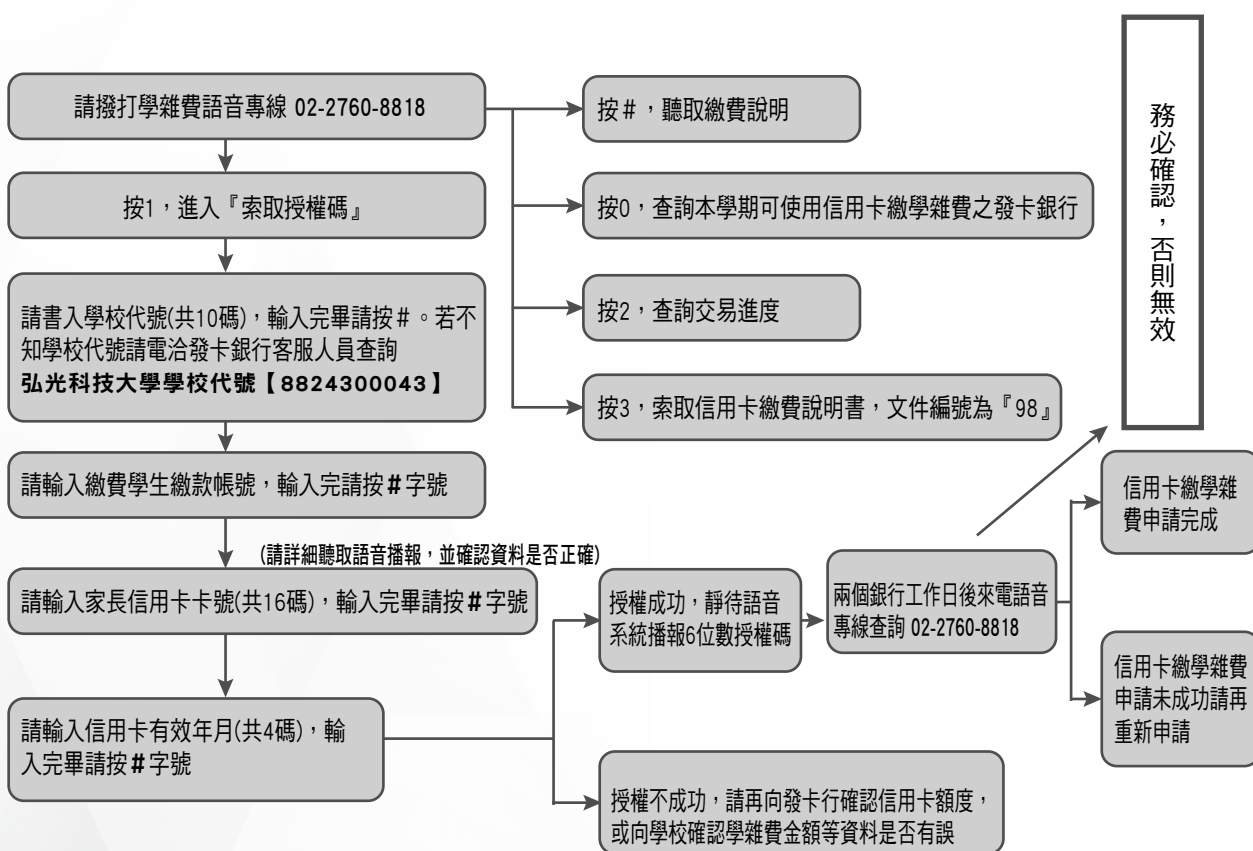 請撥打學雜費語音專線 02-2760-8818
按1，進入『索取授權碼』
請書入學校代號(共10碼)，輸入完畢請按＃。若不
知學校代號請電洽發卡銀行客服人員查詢
弘光科技大學學校代號【8824300043】
請輸入繳費學生繳款帳號，輸入完請按＃字號
(請詳細聽取語音播報，並確認資料是否正確)
請輸入家長信用卡卡號(共16碼)，輸入完畢請按＃字號
請輸入信用卡有效年月(共4碼)，輸
入完畢請按＃字號
按＃，聽取繳費說明
按0，查詢本學期可使用信用卡繳學雜費之發卡銀行
按2，查詢交易進度
按3，索取信用卡繳費說明書，文件編號為『98』
授權成功，靜待語音
系統播報6位數授權碼
授權不成功，請再向發卡行確認信用卡額度，
或向學校確認學雜費金額等資料是否有誤
兩個銀行工作日後來電語音
專線查詢 02-2760-8818
務必確認，否則無效
信用卡繳學雜
費申請完成
信用卡繳學雜費
申請未成功請再
重新申請